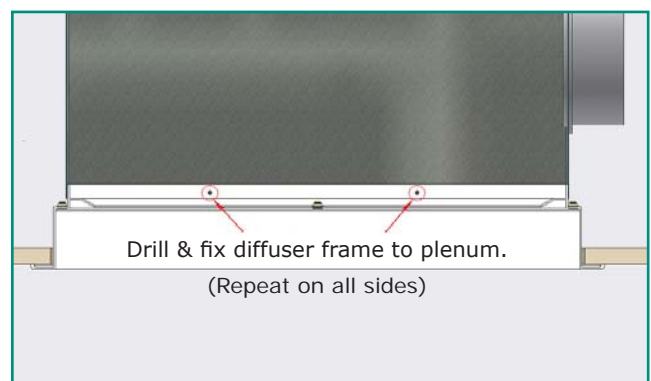 Drill & fix diffuser frame to plenum.
(Repeat on all sides)